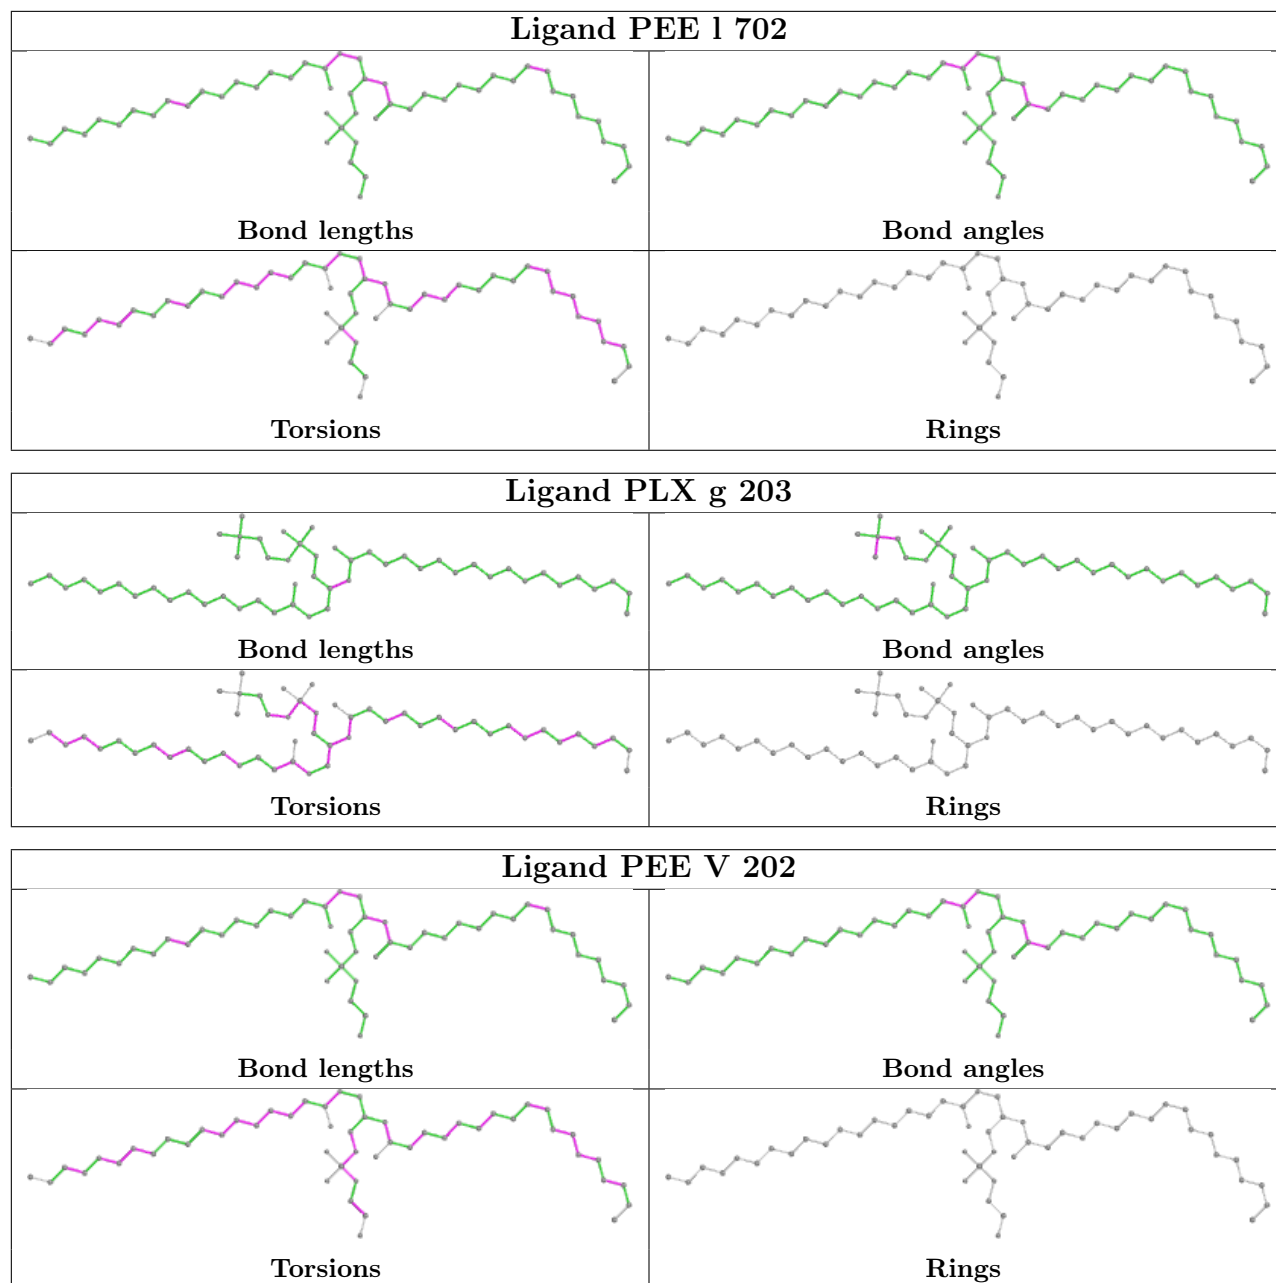 Ligand PEE l 702
Bond lengths
Bond angles
Torsions
Rings
Ligand PLX g 203
Bond lengths
Bond angles
Torsions
Rings
Ligand PEE V 202
Bond lengths
Bond angles
Torsions
Rings